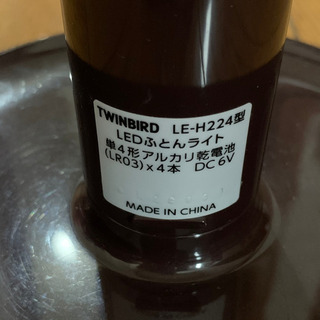 TWINBIRD LE-H224型
LEDふとんライト
単4形アルカリ乾電池
(LR03)x4本 DC6V
MADE IN CHINA